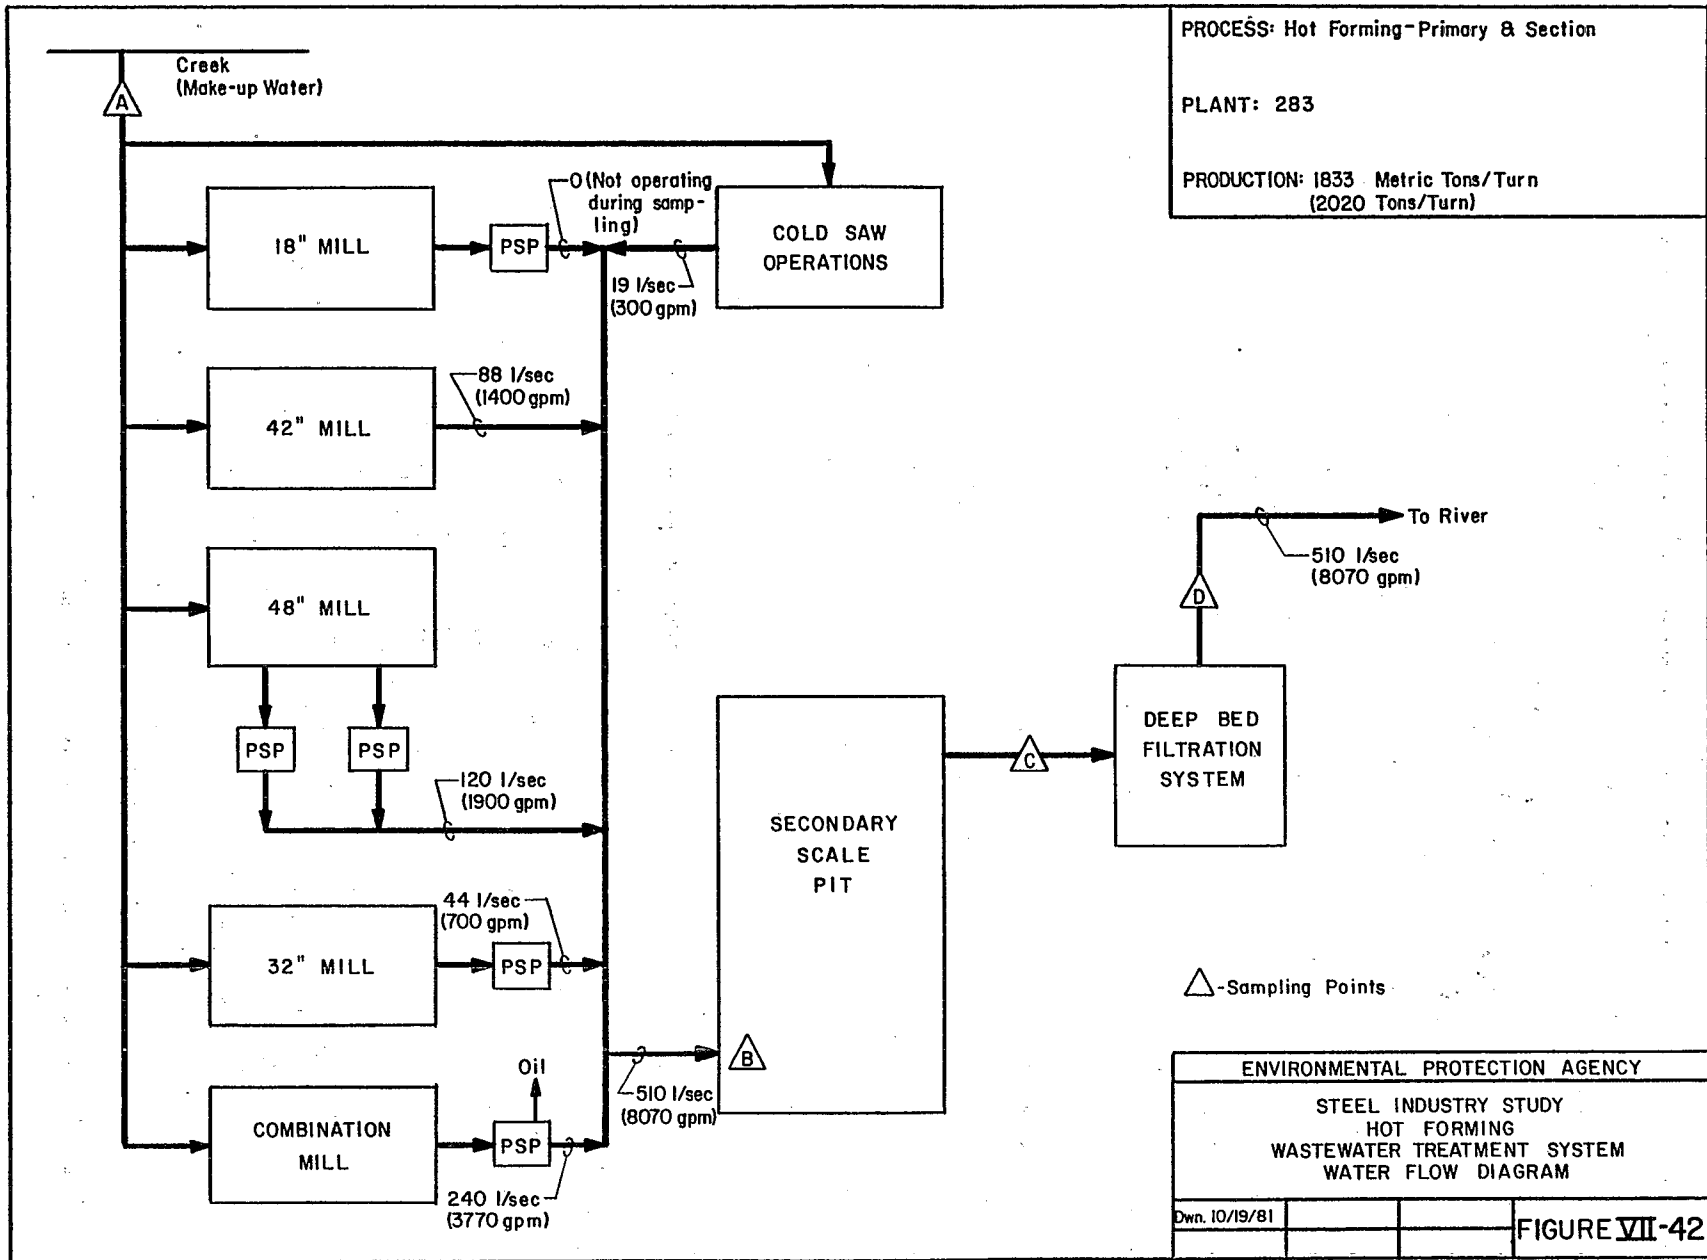 PROCESS: Hot Forming-Primary & Section
PLANT: 283
PRODUCTION: 1833 Metric Tons/Turn
(2020 Tons/Turn)
Creek
(Make-up Water)
A
18" MILL
PSP
0 (Not operating
during samp-
ling)
19 l/sec
(300 gpm)
COLD SAW
OPERATIONS
42" MILL
88 l/sec
(1400 gpm)
48" MILL
PSP
PSP
120 l/sec
(1900 gpm)
32" MILL
PSP
44 l/sec
(700 gpm)
COMBINATION
MILL
Oil
PSP
240 l/sec
(3770 gpm)
510 l/sec
(8070 gpm)
B
SECONDARY
SCALE
PIT
C
DEEP BED
FILTRATION
SYSTEM
D
To River
510 l/sec
(8070 gpm)
-Sampling Points
ENVIRONMENTAL PROTECTION AGENCY
STEEL INDUSTRY STUDY
HOT FORMING
WASTEWATER TREATMENT SYSTEM
WATER FLOW DIAGRAM
Dwn. 10/19/81
FIGURE VII-42